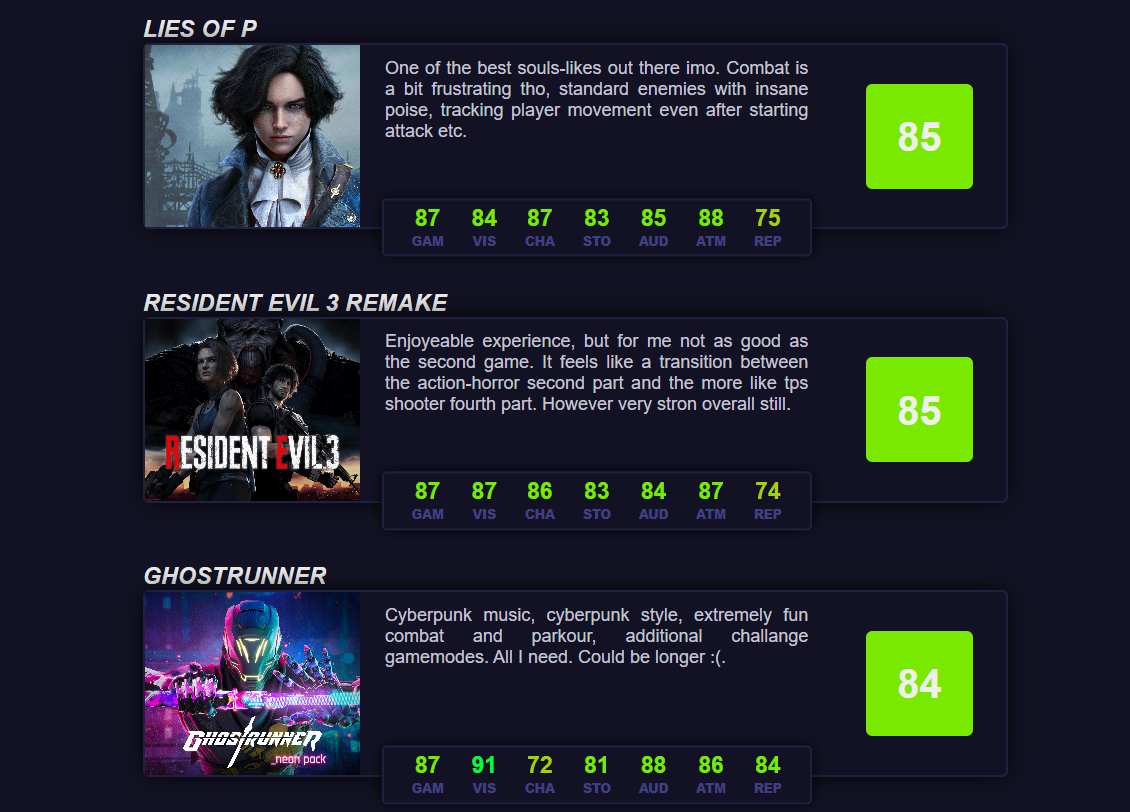 LIES OF P
One of the best souls-likes out there imo. Combat is
a bit frustrating tho, standard enemies with insane
poise, tracking player movement even after starting
attack etc.
85
87 84 87 83 85 88 75
GAM VIS CHA STO AUD ATM REP
RESIDENT EVIL 3 REMAKE
RESIDENT EVIL 3
Enjoyeable experience, but for me not as good as
the second game. It feels like a transition between
the action-horror second part and the more like tps
shooter fourth part. However very stron overall still.
85
87 87 86 83 84 87 74
GAM VIS CHA STO AUD ATM REP
GHOSTRUNNER
GHOSTRUNNER
_neon pack
Cyberpunk music, cyberpunk style, extremely fun
combat and parkour, additional challange
gamemodes. All I need. Could be longer :(.
84
87 91 72 81 88 86 84
GAM VIS CHA STO AUD ATM REP